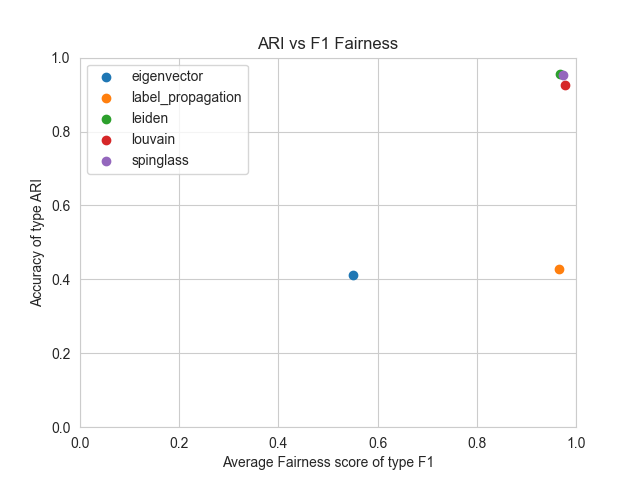 ARI vs F1 Fairness
eigenvector
label_propagation
leiden
louvain
spinglass
Accuracy of type ARI
1.0
0.8
0.6
0.4
0.2
0.0
0.0 0.2 0.4 0.6 0.8 1.0
Average Fairness score of type F1